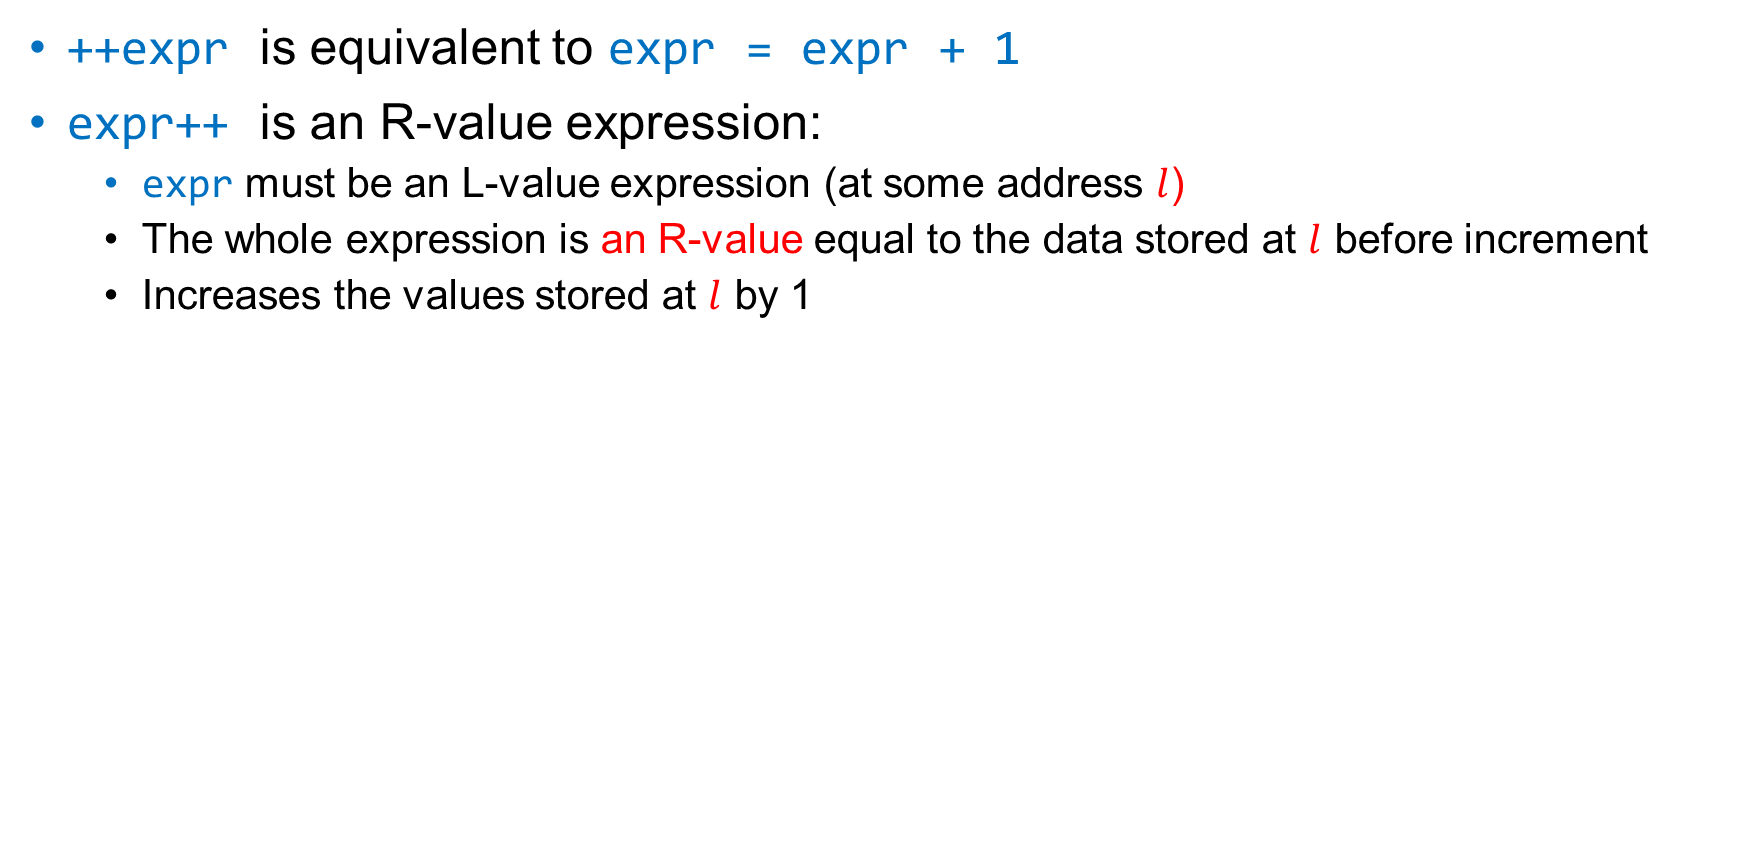 • ++expr is equivalent to expr = expr + 1
• expr++ is an R-value expression:
• expr must be an L-value expression (at some address l)
• The whole expression is an R-value equal to the data stored at l before increment
• Increases the values stored at l by 1